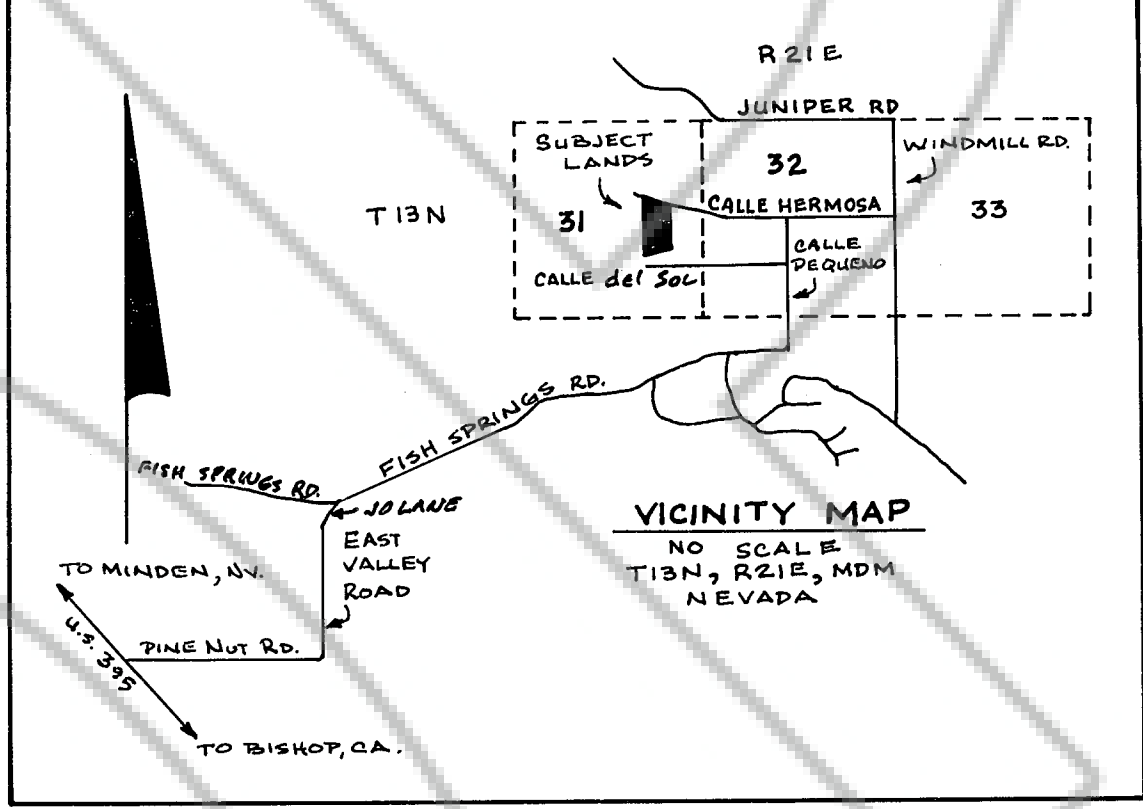 R 21 E
JUNIPER RD
SUBJECT
LANDS
32
WINDMILL RD.
T 13 N
31
CALLE HERMOSA
33
CALLE
PEQUENO
CALLE del SOL
FISH SPRINGS RD.
FISH SPRINGS RD.
JO LANE
EAST
VALLEY
ROAD
VICINITY MAP
NO SCALE
T13N, R21E, MDM
NEVADA
TO MINDEN, NV.
U.S. 395
PINE NUT RD.
TO BISHOP, CA.